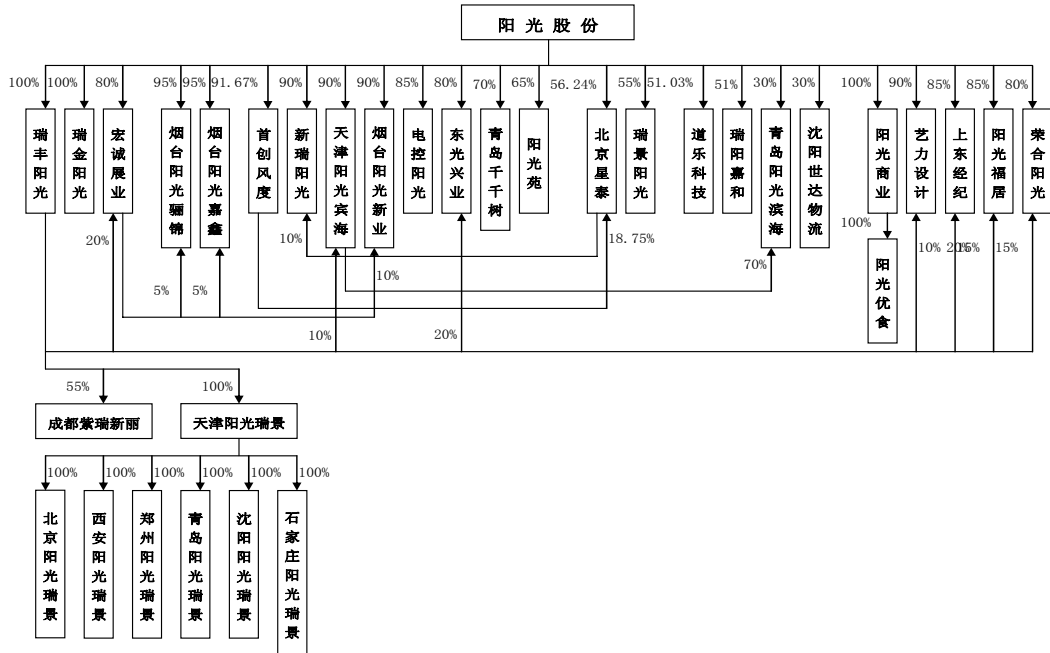 阳光股份
100% 100% 80% 95% 95% 91.67% 90% 90% 90% 85% 80% 70% 65% 56.24% 55% 51.03% 51% 30% 30% 100% 90% 85% 85% 80%
瑞丰阳光
瑞金阳光
宏诚展业
烟台阳光骊锦
烟台阳光嘉鑫
首创风度
新瑞阳光
天津阳光宾海
烟台阳光新业
电控阳光
东光兴业
青岛千千树
阳光苑
北京星泰
瑞景阳光
道乐科技
瑞阳嘉和
青岛阳光滨海
沈阳世达物流
阳光商业
艺力设计
上东经纪
阳光福居
荣合阳光
20%
10%
18.75%
100%
10%
20%
15%
15%
70%
10%
5%
5%
阳光优食
10%
20%
55%
100%
成都紫瑞新丽
天津阳光瑞景
100% 100% 100% 100% 100% 100%
北京阳光瑞景
西安阳光瑞景
郑州阳光瑞景
青岛阳光瑞景
沈阳阳光瑞景
石家庄阳光瑞景